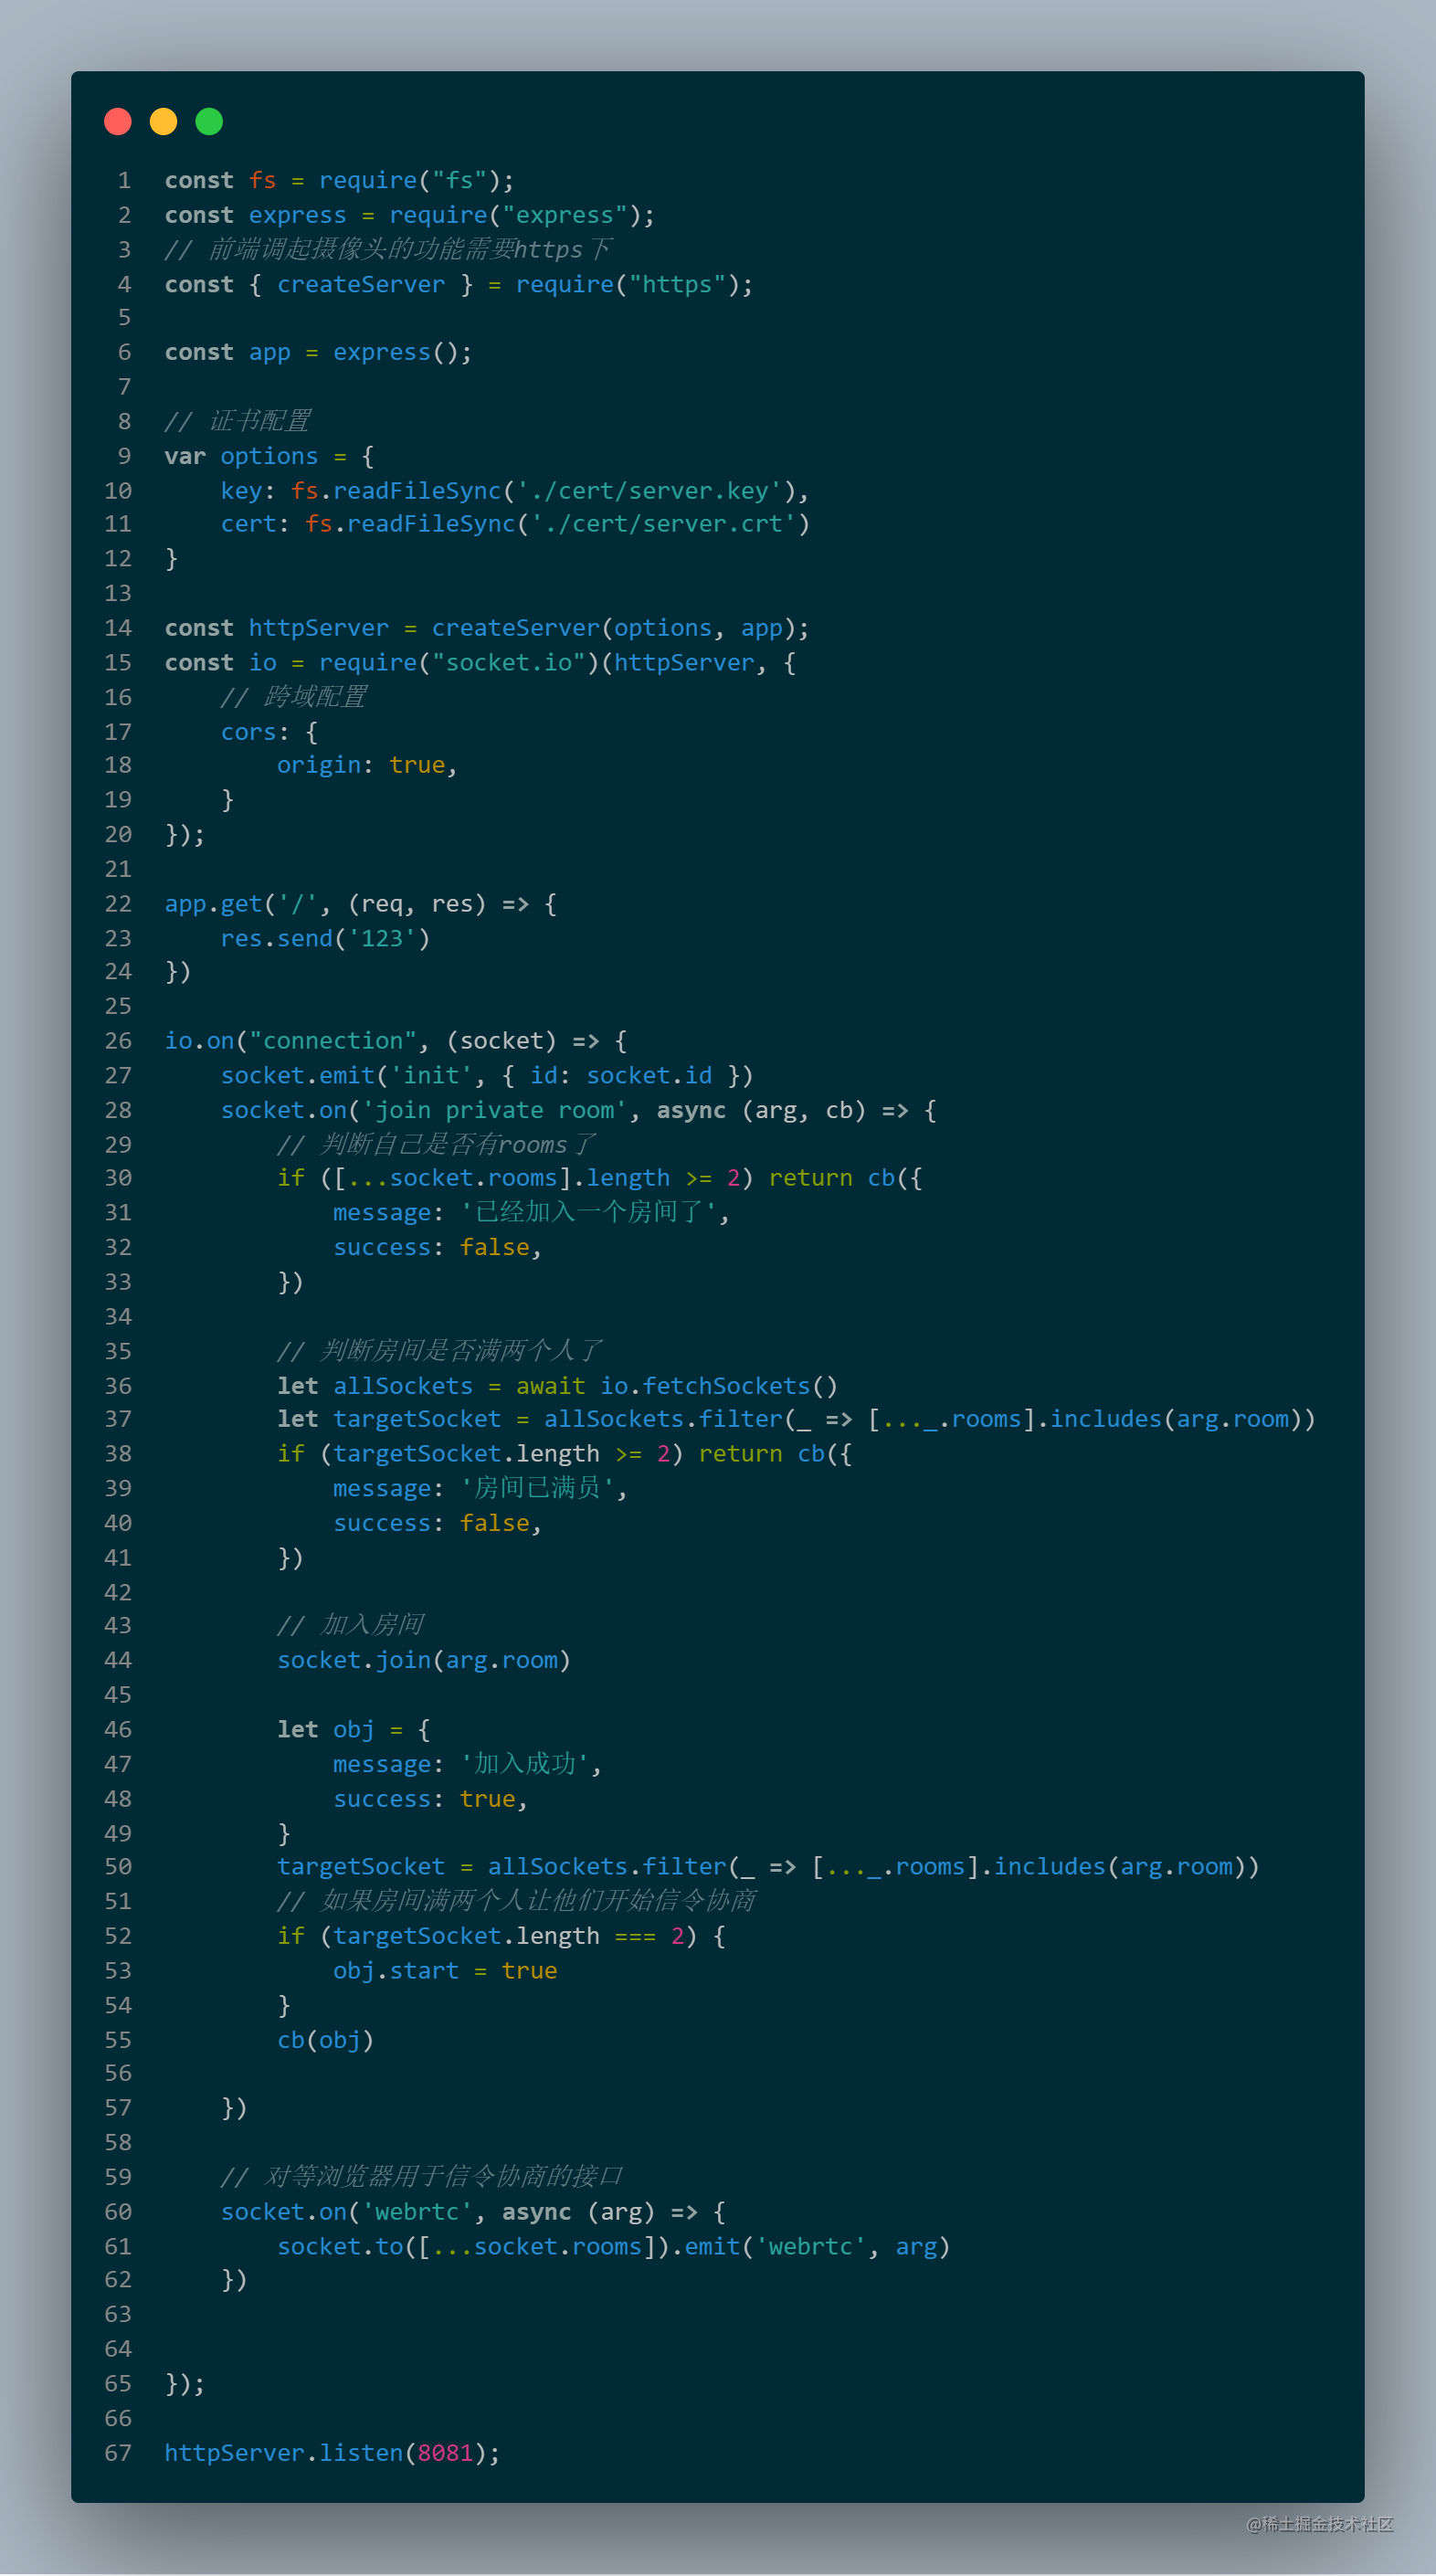 1 const fs = require("fs");
2 const express = require("express");
3 // 前端调起摄像头的功能需要https下
4 const { createServer } = require("https");
5
6 const app = express();
7
8 // 证书配置
9 var options = {
10     key: fs.readFileSync('./cert/server.key'),
11     cert: fs.readFileSync('./cert/server.crt')
12 }
13
14 const httpServer = createServer(options, app);
15 const io = require("socket.io")(httpServer, {
16     // 跨域配置
17     cors: {
18         origin: true,
19     }
20 });
21
22 app.get('/', (req, res) => {
23     res.send('123')
24 })
25
26 io.on("connection", (socket) => {
27     socket.emit('init', { id: socket.id })
28     socket.on('join private room', async (arg, cb) => {
29         // 判断自己是否有rooms了
30         if ([...socket.rooms].length >= 2) return cb({
31             message: '已经加入一个房间了',
32             success: false,
33         })
34
35         // 判断房间是否满两个人了
36         let allSockets = await io.fetchSockets()
37         let targetSocket = allSockets.filter(_ => [..._.rooms].includes(arg.room))
38         if (targetSocket.length >= 2) return cb({
39             message: '房间已满员',
40             success: false,
41         })
42
43         // 加入房间
44         socket.join(arg.room)
45
46         let obj = {
47             message: '加入成功',
48             success: true,
49         }
50         targetSocket = allSockets.filter(_ => [..._.rooms].includes(arg.room))
51         // 如果房间满两个人让他们开始信令协商
52         if (targetSocket.length === 2) {
53             obj.start = true
54         }
55         cb(obj)
56
57     })
58
59     // 对等浏览器用于信令协商的接口
60     socket.on('webrtc', async (arg) => {
61         socket.to([...socket.rooms]).emit('webrtc', arg)
62     })
63
64
65 });
66
67 httpServer.listen(8081);
@稀土掘金技术社区